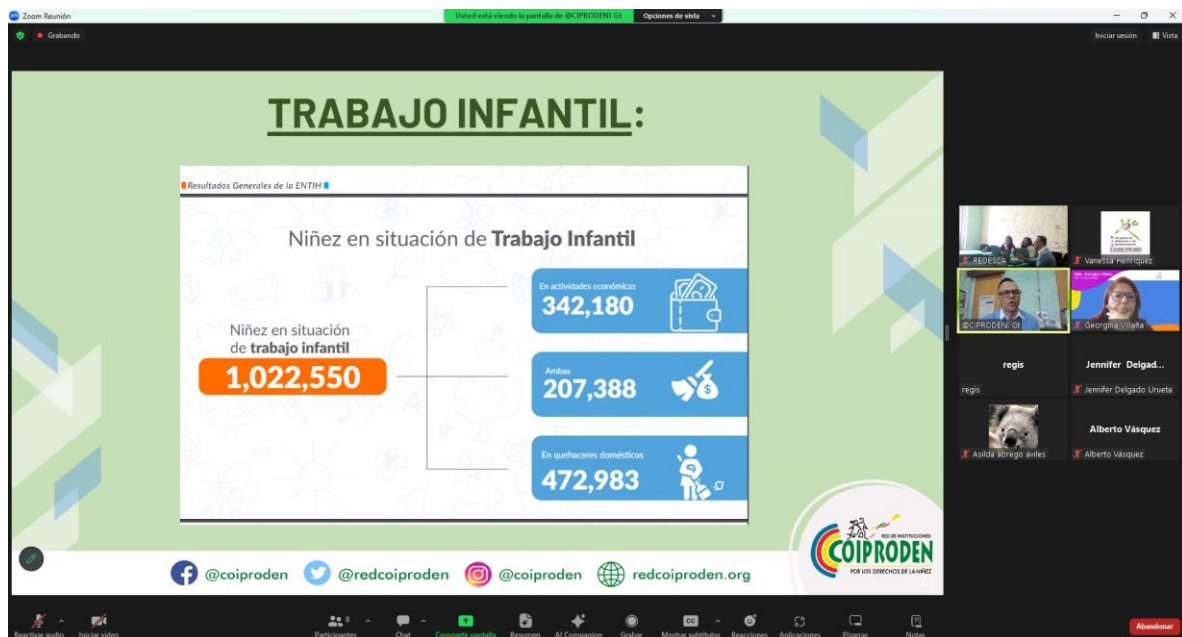 Zoom Reunión
Usted está viendo la pantalla de @CIPRODENI Gt
Opciones de vista
Grabando
Iniciar sesión
Vista
TRABAJO INFANTIL:
Resultados Generales de la ENTIH
Niñez en situación de Trabajo Infantil
Niñez en situación
de trabajo infantil
1,022,550
En actividades económicas
342,180
Ambas
207,388
En quehaceres domésticos
472,983
RED DE INSTITUCIONES
COIPRODEN
POR LOS DERECHOS DE LA NIÑEZ
@coiproden
@redcoiproden
@coiproden
redcoiproden.org
REDESCA
Vanessa Henriquez
@CIPRODENI Gt
Georgina Villalta
regis
regis
Jennifer Delgad...
Jennifer Delgado Urueta
Asilda abrego aviles
Alberto Vásquez
Alberto Vásquez
Reactivar audio
Iniciar video
Participantes
8
Chat
Compartir pantalla
Resumen
AI Companion
Grabar
Mostrar subtítulos
Reacciones
Aplicaciones
Pizarras
Notas
Abandonar